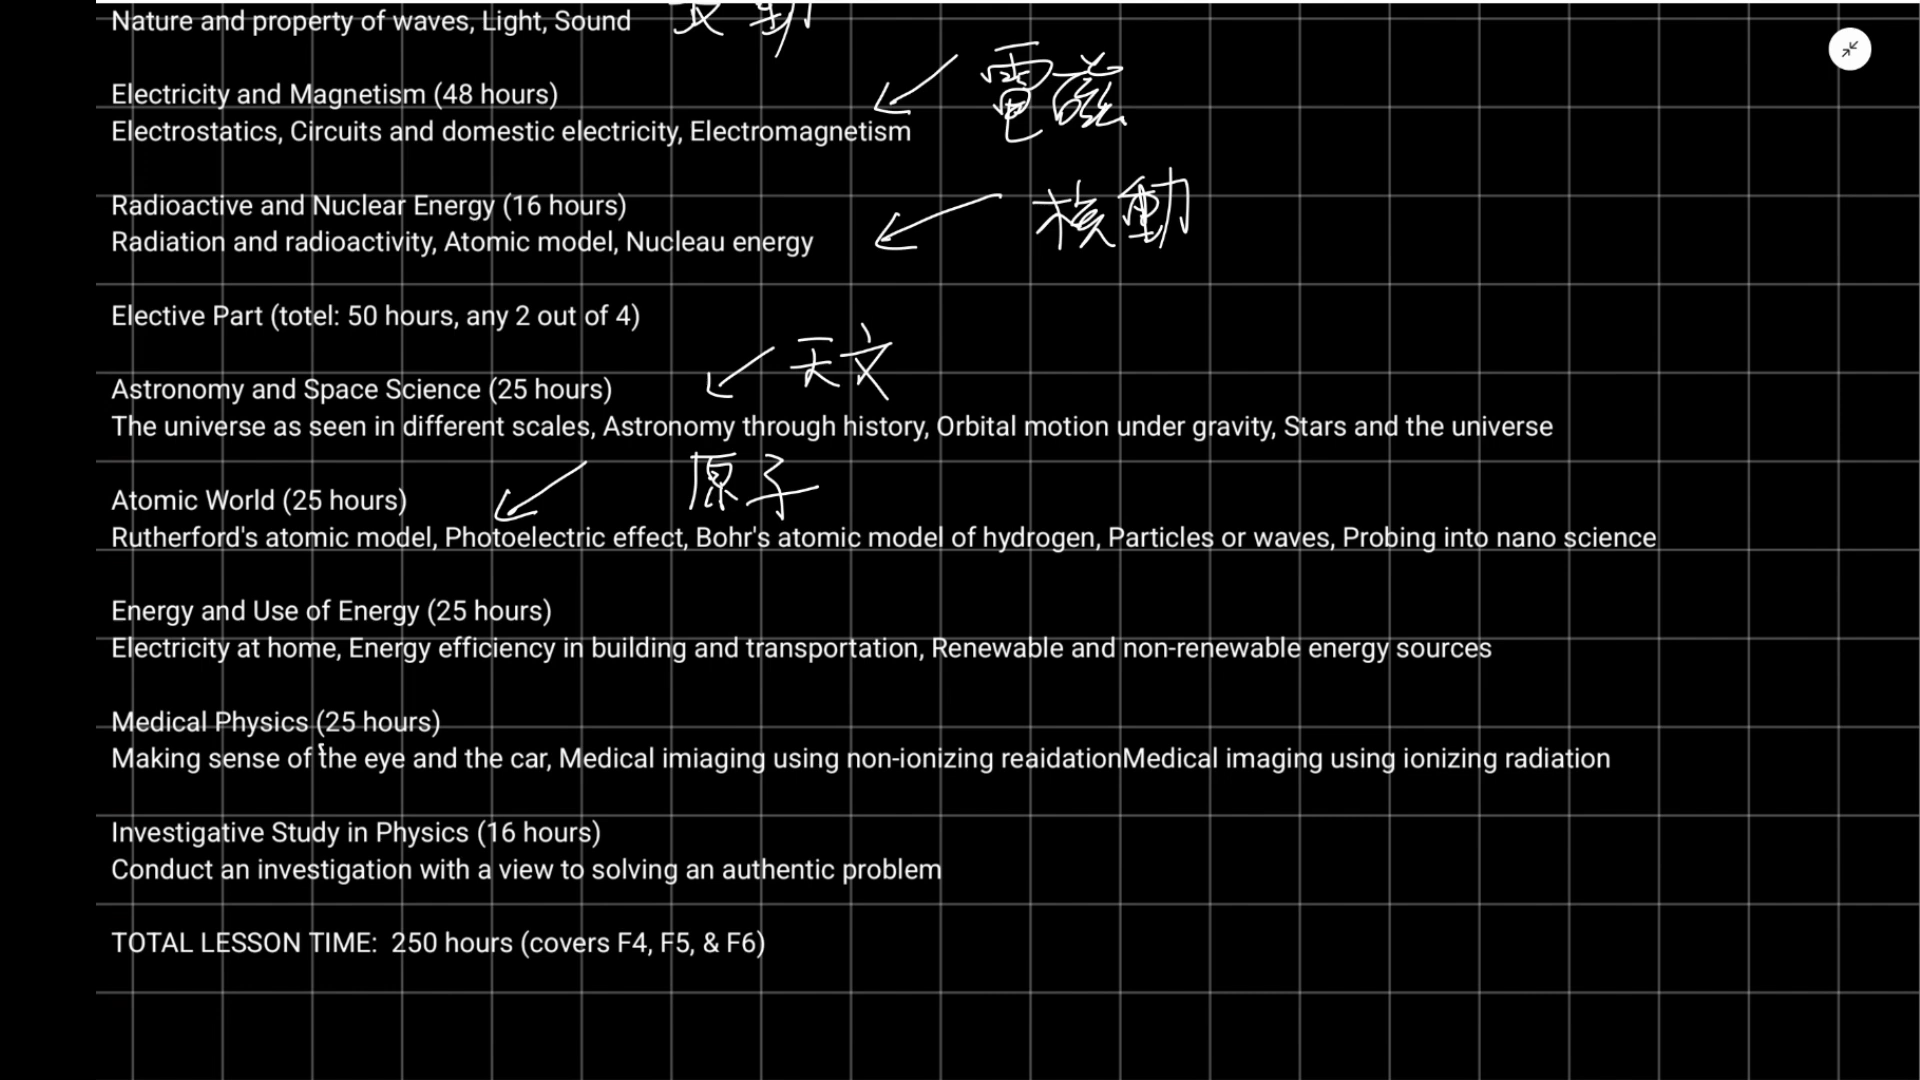 Nature and property of waves, Light, Sound
Electricity and Magnetism (48 hours)
電磁
Electrostatics, Circuits and domestic electricity, Electromagnetism
Radioactive and Nuclear Energy (16 hours)
核動
Radiation and radioactivity, Atomic model, Nucleau energy
Elective Part (totel: 50 hours, any 2 out of 4)
天文
Astronomy and Space Science (25 hours)
The universe as seen in different scales, Astronomy through history, Orbital motion under gravity, Stars and the universe
原子
Atomic World (25 hours)
Rutherford's atomic model, Photoelectric effect, Bohr's atomic model of hydrogen, Particles or waves, Probing into nano science
Energy and Use of Energy (25 hours)
Electricity at home, Energy efficiency in building and transportation, Renewable and non-renewable energy sources
Medical Physics (25 hours)
Making sense of the eye and the car, Medical imiaging using non-ionizing reaidationMedical imaging using ionizing radiation
Investigative Study in Physics (16 hours)
Conduct an investigation with a view to solving an authentic problem
TOTAL LESSON TIME:  250 hours (covers F4, F5, & F6)